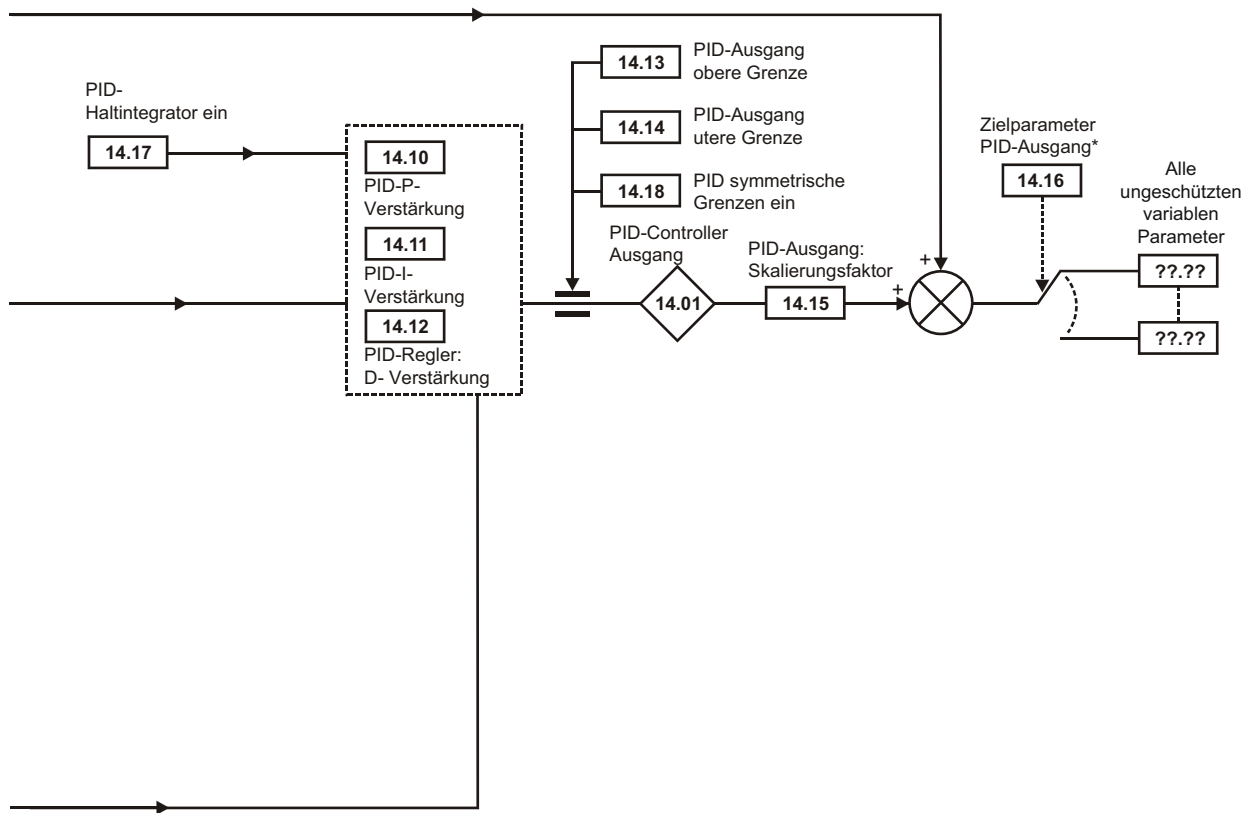 PID-
Haltintegrator ein
14.17
14.10
PID-P-
Verstärkung
14.11
PID-I-
Verstärkung
14.12
PID-Regler:
D- Verstärkung
14.13
PID-Ausgang
obere Grenze
14.14
PID-Ausgang
utere Grenze
14.18
PID symmetrische
Grenzen ein
PID-Controller
Ausgang
14.01
PID-Ausgang:
Skalierungsfaktor
14.15
+
+
Zielparameter
PID-Ausgang*
14.16
Alle
ungeschützten
variablen
Parameter
??.??
??.??